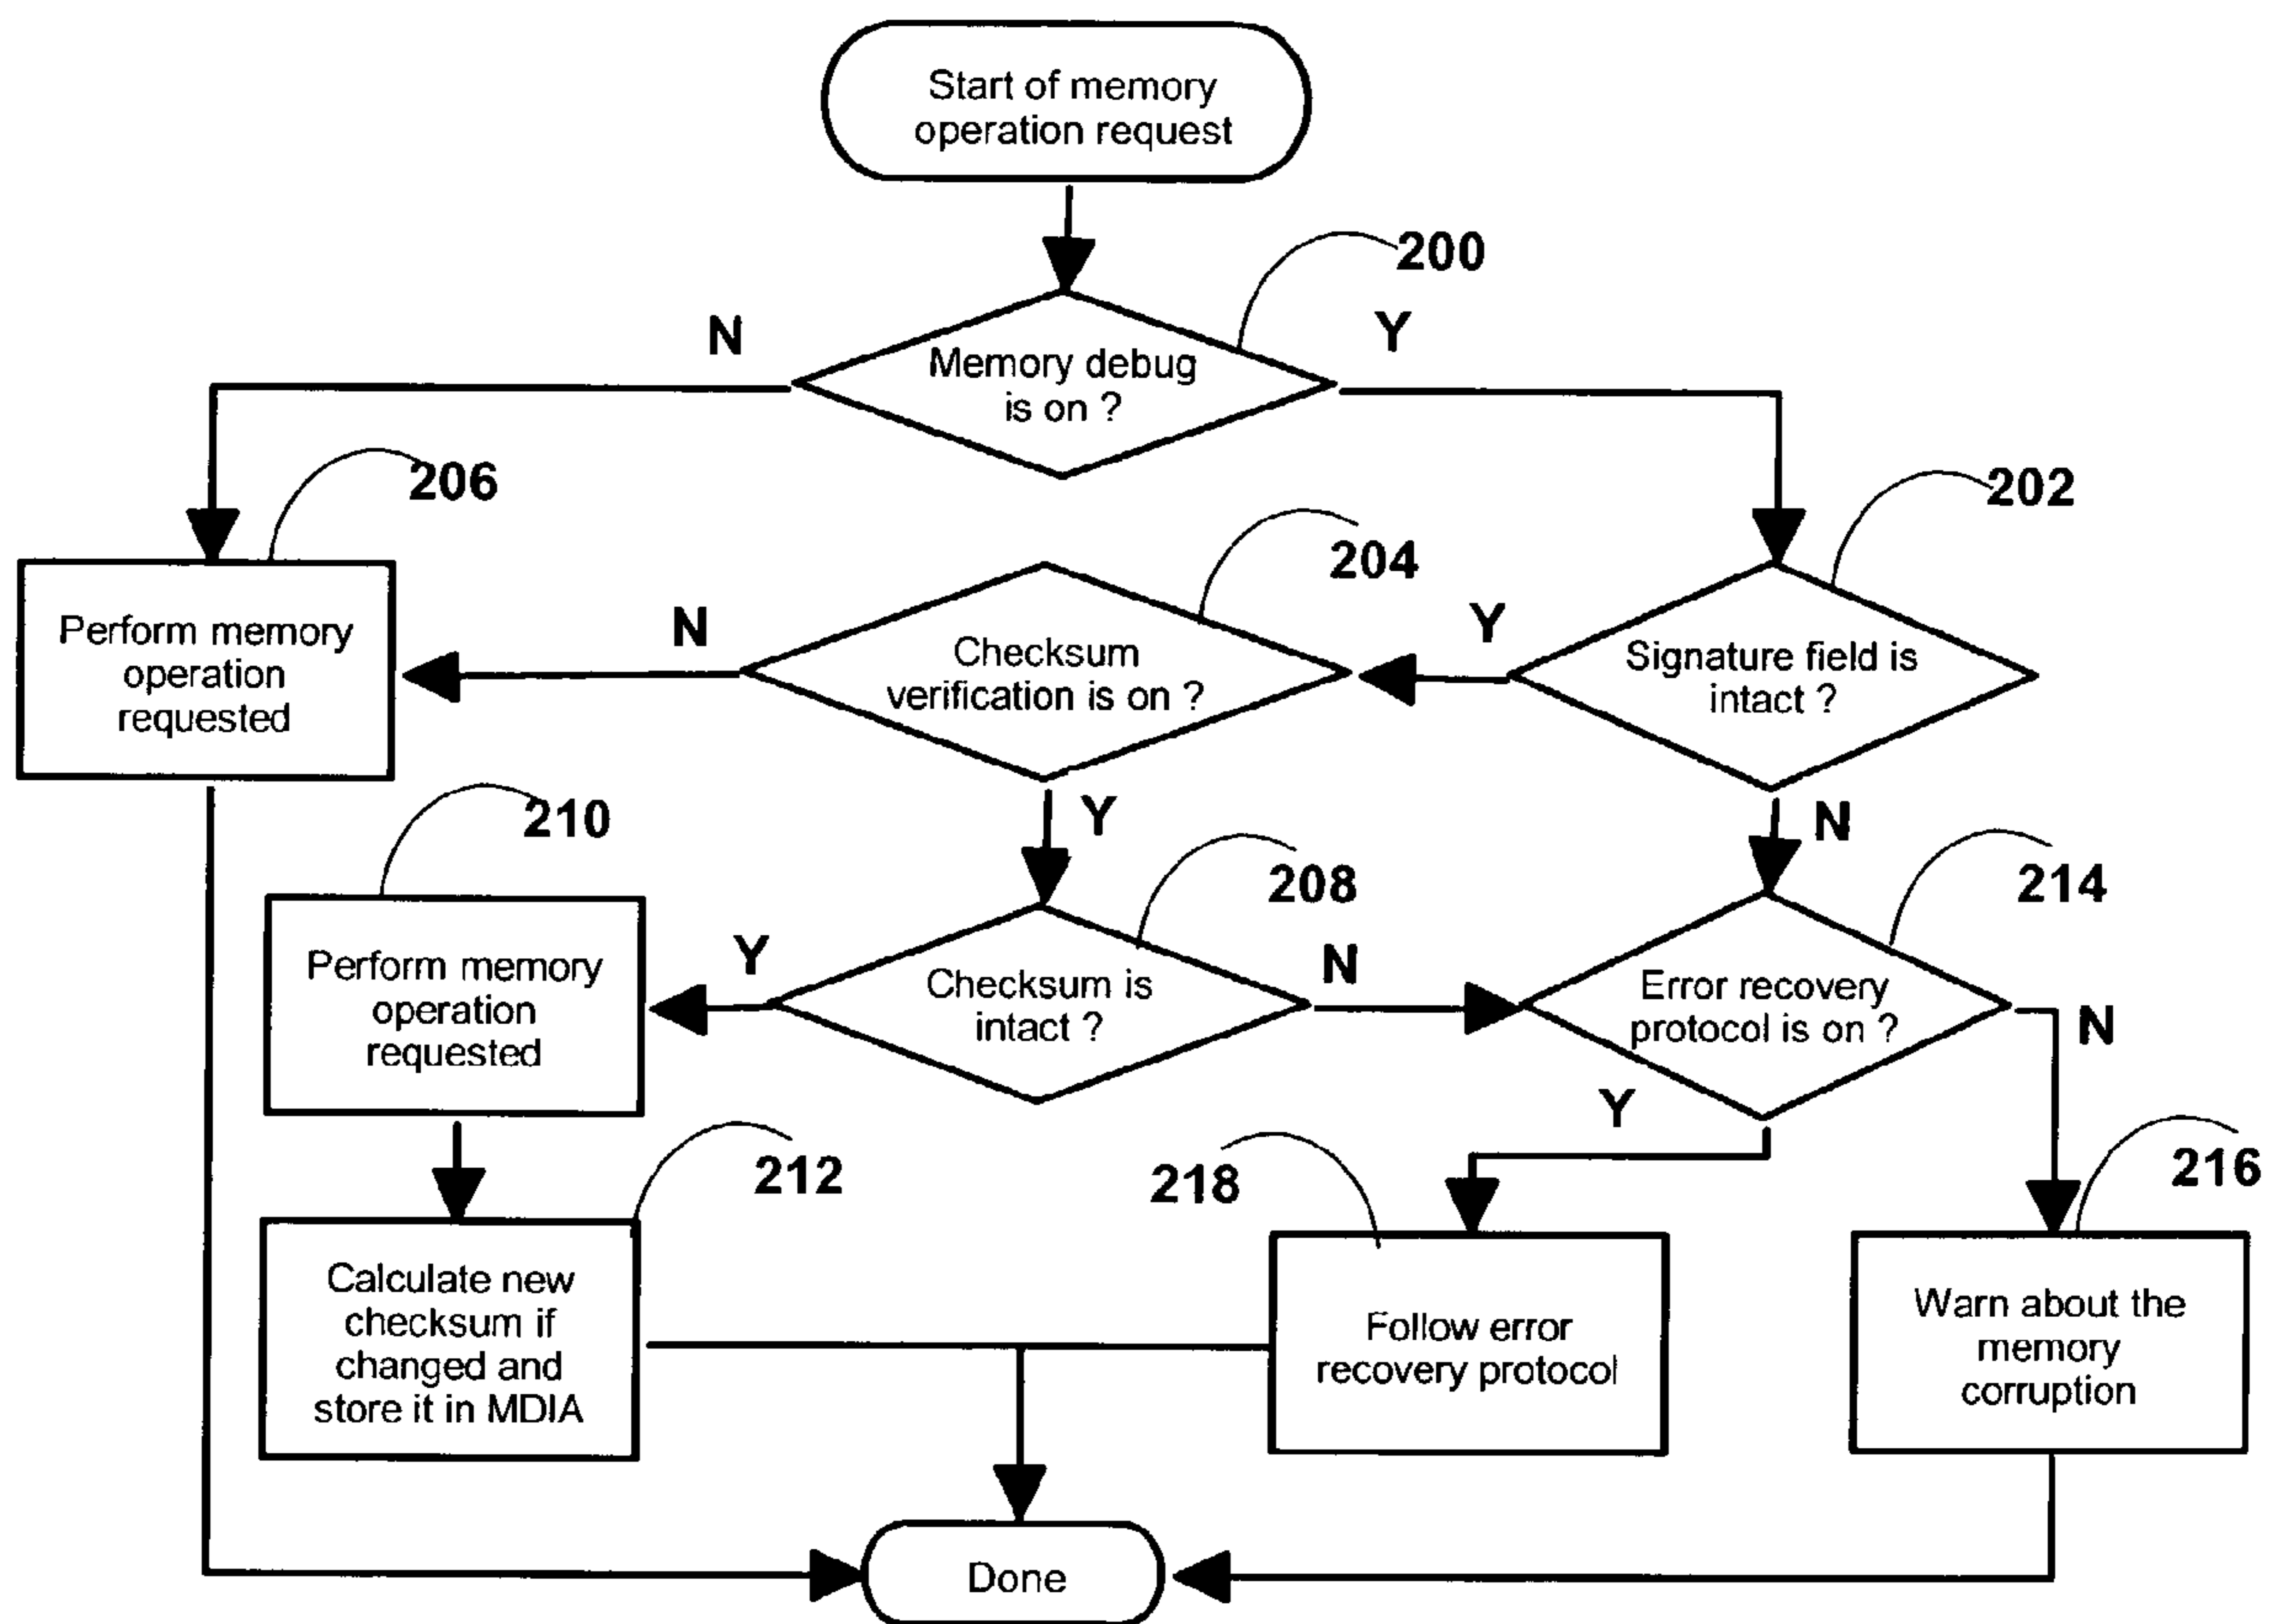 Start of memory
operation request
200
N
Y
Memory debug
is on ?
206
202
204
Perform memory
operation
requested
N
Checksum
verification is on ?
Y
Signature field is
intact ?
210
Y
N
208
214
Perform memory
operation
requested
Y
Checksum is
intact ?
N
Error recovery
protocol is on ?
N
Y
212
218
216
Calculate new
checksum if
changed and
store it in MDIA
Follow error
recovery protocol
Warn about the
memory
corruption
Done